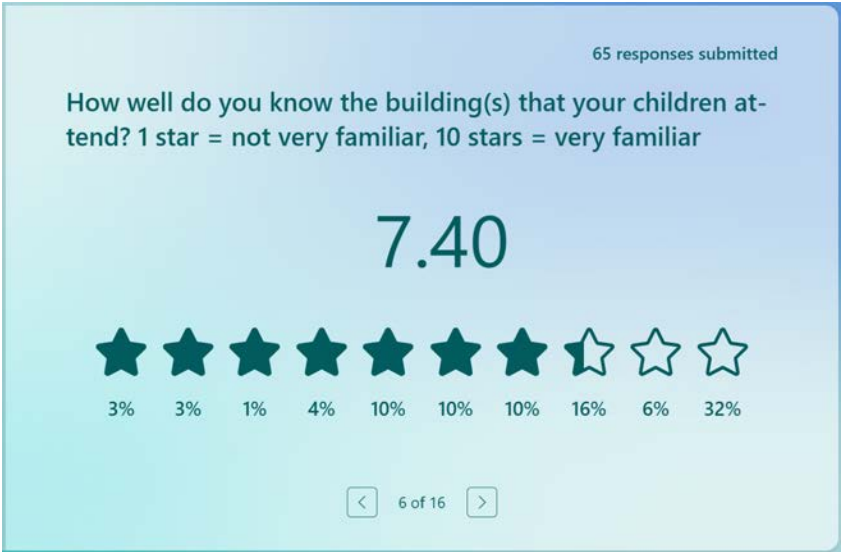 65 responses submitted
How well do you know the building(s) that your children at-
tend? 1 star = not very familiar, 10 stars = very familiar
7.40
3% 3% 1% 4% 10% 10% 10% 16% 6% 32%
6 of 16